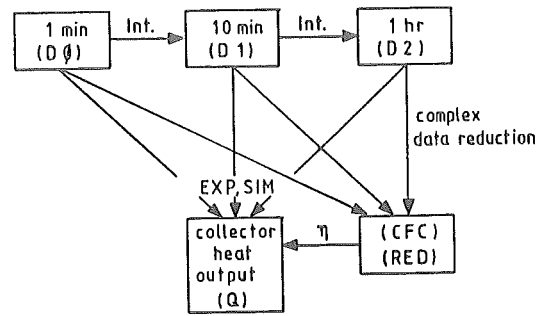 1 min
(DØ)
Int.
10 min
(D1)
Int.
1 hr
(D2)
complex
data reduction
EXP, SIM
collector
heat
output
(Q)
η
(CFC)
(RED)